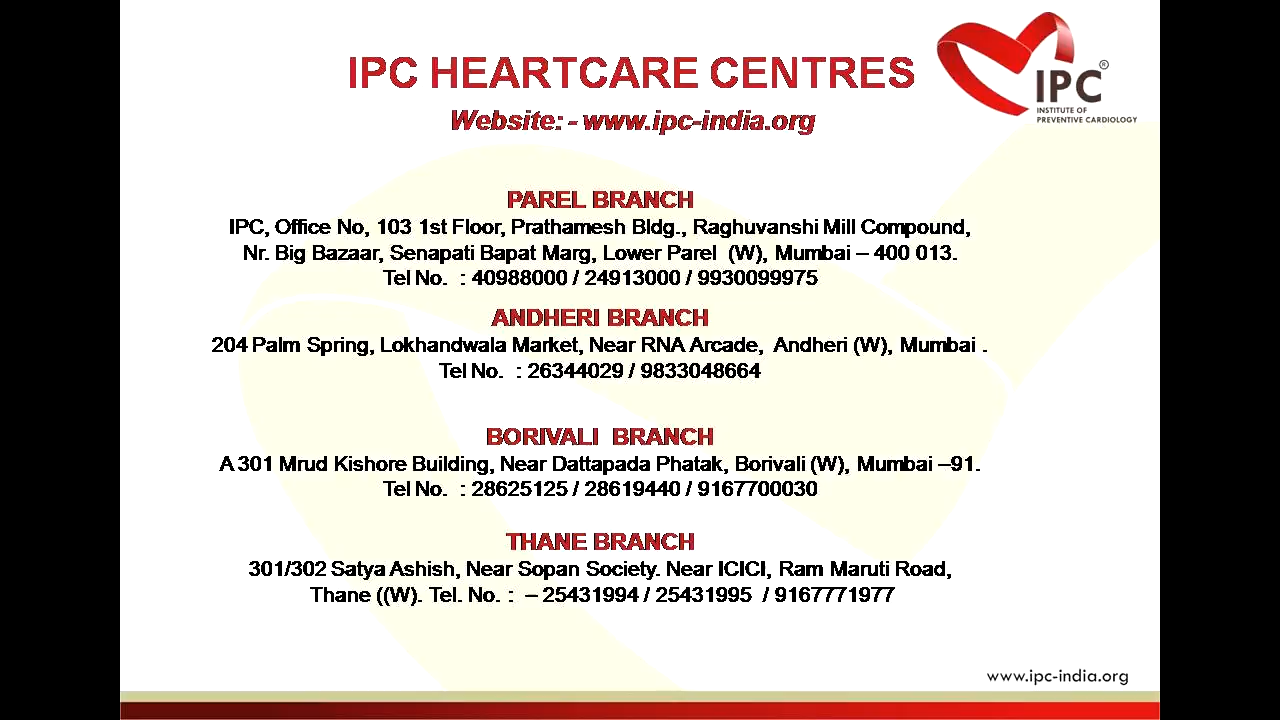 IPC HEARTCARE CENTRES
Website: - www.ipc-india.org
IPC®
INSTITUTE OF
PREVENTIVE CARDIOLOGY
PAREL BRANCH
IPC, Office No, 103 1st Floor, Prathamesh Bldg., Raghuvanshi Mill Compound,
Nr. Big Bazaar, Senapati Bapat Marg, Lower Parel (W), Mumbai – 400 013.
Tel No. : 40988000 / 24913000 / 9930099975
ANDHERI BRANCH
204 Palm Spring, Lokhandwala Market, Near RNA Arcade, Andheri (W), Mumbai .
Tel No. : 26344029 / 9833048664
BORIVALI BRANCH
A 301 Mrud Kishore Building, Near Dattapada Phatak, Borivali (W), Mumbai –91.
Tel No. : 28625125 / 28619440 / 9167700030
THANE BRANCH
301/302 Satya Ashish, Near Sopan Society. Near ICICI, Ram Maruti Road,
Thane ((W). Tel. No. : – 25431994 / 25431995 / 9167771977
www.ipc-india.org